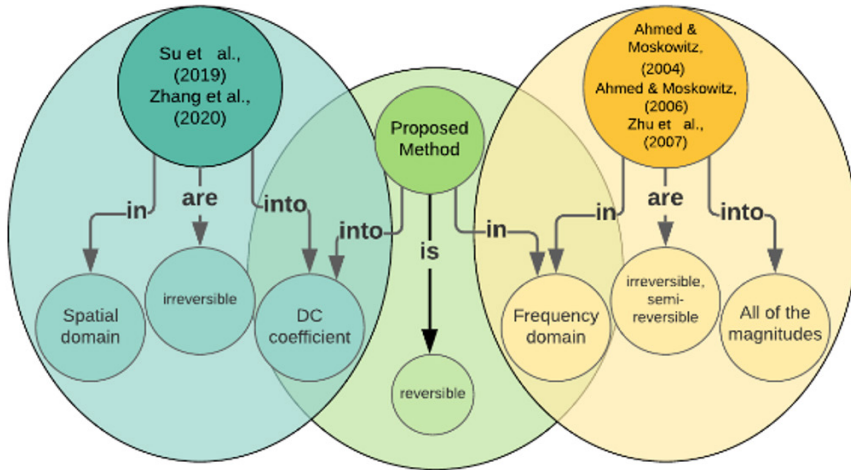 Su et al.,
(2019)
Zhang et al.,
(2020)
in
are
into
Spatial
domain
irreversible
DC
coefficient
Proposed
Method
into
is
in
reversible
Ahmed &
Moskowitz,
(2004)
Ahmed & Moskowitz,
(2006)
Zhu et al.,
(2007)
in
are
into
Frequency
domain
irreversible,
semi-
reversible
All of the
magnitudes